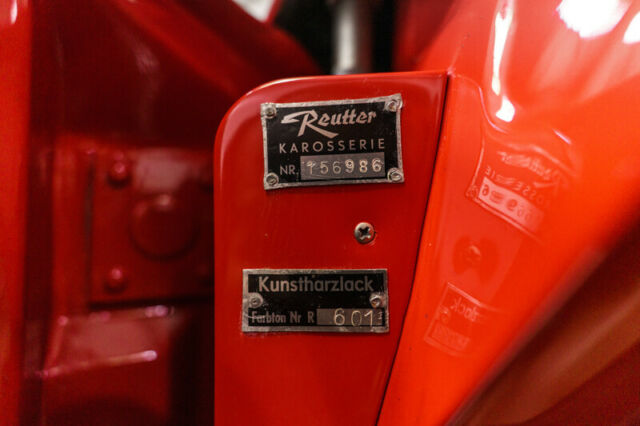 Reutter
KAROSSERIE
NR. 156986
Kunstharzlack
Farbton Nr R 601